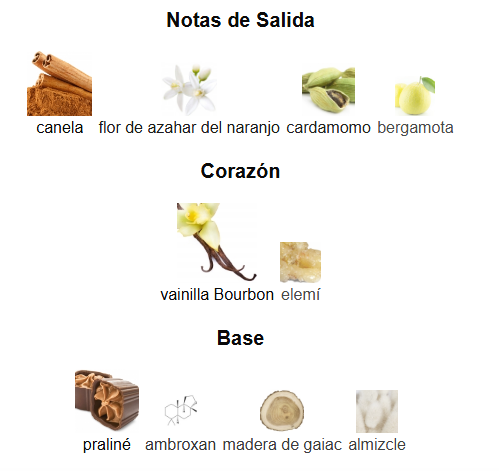 Notas de Salida
canela flor de azahar del naranjo cardamomo bergamota
Corazón
vainilla Bourbon elemí
Base
praliné ambroxan madera de gaiac almizcle